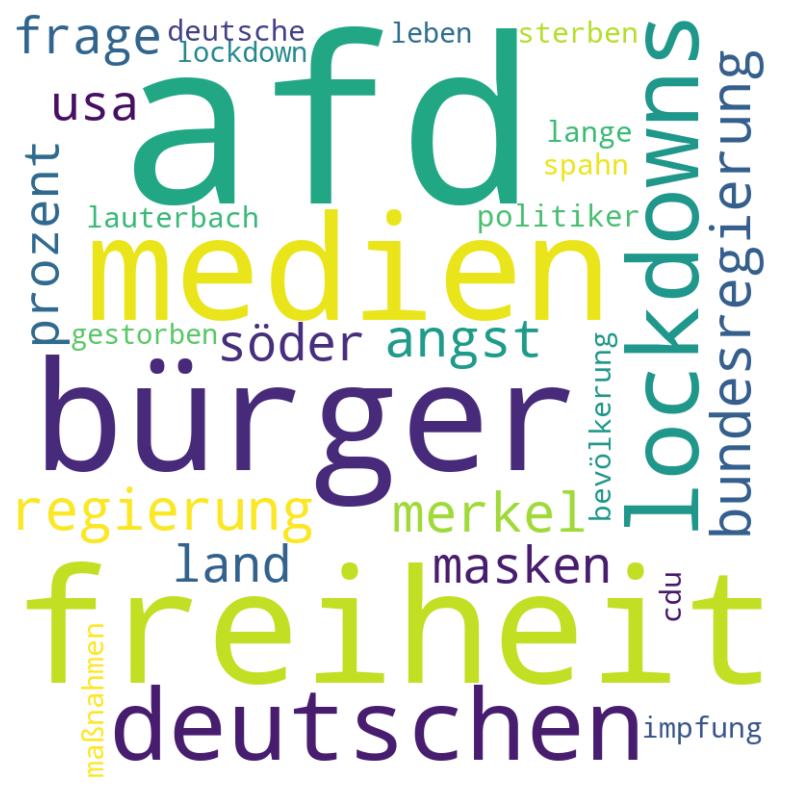 frage
deutsche
leben
sterben
lockdown
afd
usa
lockdowns
lange
bundesregierung
spahn
prozent
lauterbach
politiker
medien
gestorben
söder
angst
bevölkerung
bürger
regierung
merkel
land
masken
cdu
freiheit
maßnahmen
deutschen
impfung